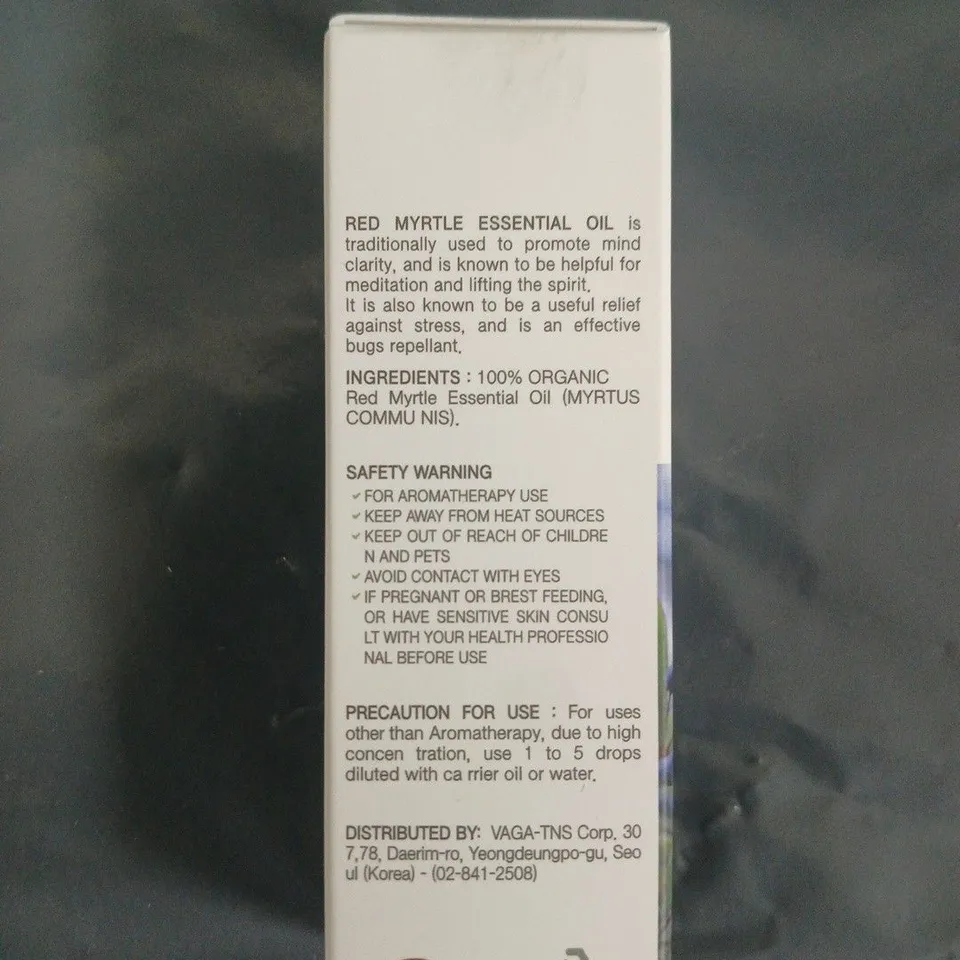 RED MYRTLE ESSENTIAL OIL is
traditionally used to promote mind
clarity, and is known to be helpful for
meditation and lifting the spirit.
It is also known to be a useful relief
against stress, and is an effective
bugs repellant.
INGREDIENTS : 100% ORGANIC
Red Myrtle Essential Oil (MYRTUS
COMMU NIS).
SAFETY WARNING
FOR AROMATHERAPY USE
KEEP AWAY FROM HEAT SOURCES
KEEP OUT OF REACH OF CHILDRE
N AND PETS
AVOID CONTACT WITH EYES
IF PREGNANT OR BREST FEEDING,
OR HAVE SENSITIVE SKIN CONSU
LT WITH YOUR HEALTH PROFESSIO
NAL BEFORE USE
PRECAUTION FOR USE : For uses
other than Aromatherapy, due to high
concen tration, use 1 to 5 drops
diluted with ca rrier oil or water.
DISTRIBUTED BY: VAGA-TNS Corp. 30
7,78, Daerim-ro, Yeongdeungpo-gu, Seo
ul (Korea) - (02-841-2508)